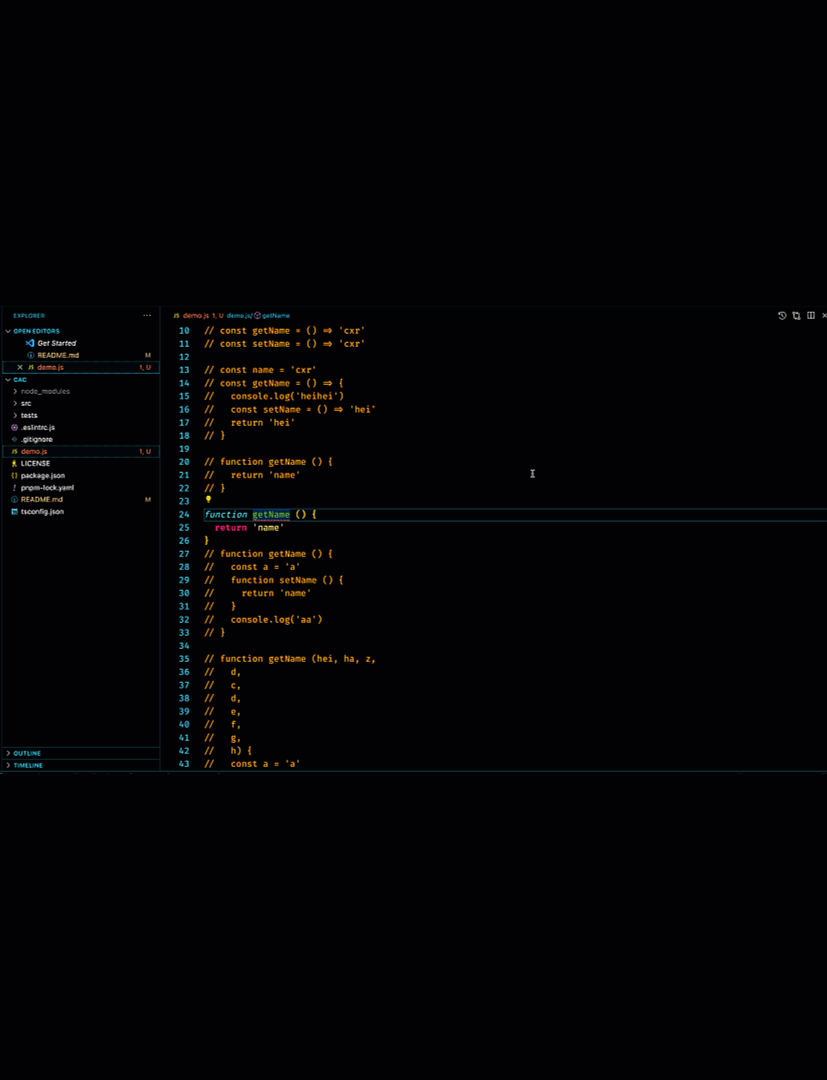 EXPLORER
OPEN EDITORS
Get Started
README.md M
demo.js 1, U
CAC
node_modules
src
tests
.eslintrc.js
.gitignore
demo.js 1, U
LICENSE
package.json
pnpm-lock.yaml
README.md M
tsconfig.json
OUTLINE
TIMELINE
JS demo.js 1, U demo.js/ getName
10 // const getName = () => 'cxr'
11 // const setName = () => 'cxr'
12
13 // const name = 'cxr'
14 // const getName = () => {
15 //   console.log('heihei')
16 //   const setName = () => 'hei'
17 //   return 'hei'
18 // }
19
20 // function getName () {
21 //   return 'name'
22 // }
23
24 function getName () {
25   return 'name'
26 }
27 // function getName () {
28 //   const a = 'a'
29 //   function setName () {
30 //     return 'name'
31 //   }
32 //   console.log('aa')
33 // }
34
35 // function getName (hei, ha, z,
36 //   d,
37 //   c,
38 //   d,
39 //   e,
40 //   f,
41 //   g,
42 //   h) {
43 //   const a = 'a'